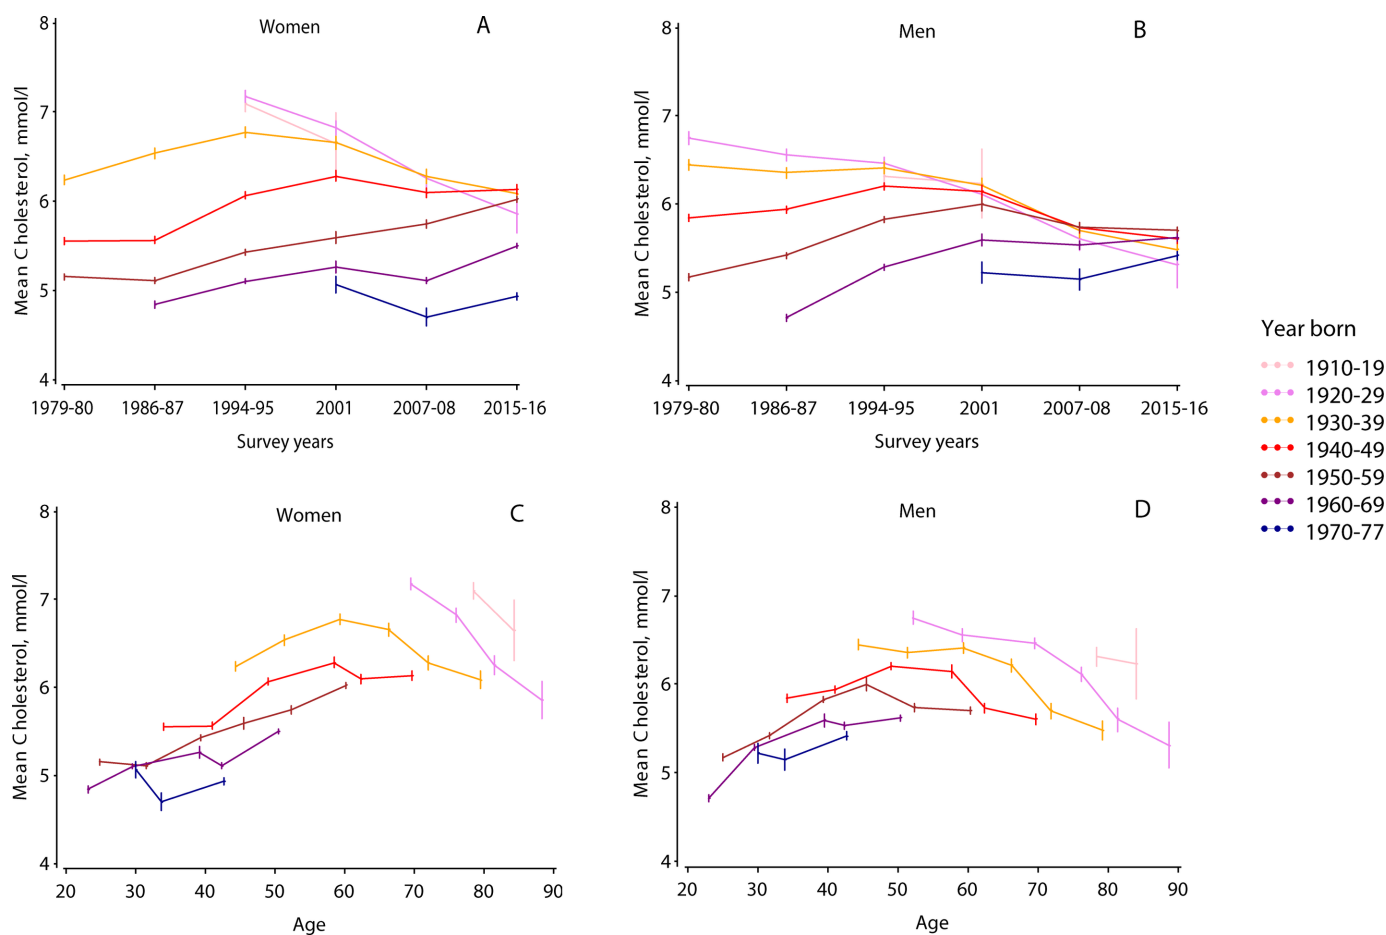 Women
A
Mean Cholesterol, mmol/l
8
7
6
5
4
1979-80 1986-87 1994-95 2001 2007-08 2015-16
Survey years
Men
B
Mean Cholesterol, mmol/l
8
7
6
5
4
1979-80 1986-87 1994-95 2001 2007-08 2015-16
Survey years
Year born
1910-19
1920-29
1930-39
1940-49
1950-59
1960-69
1970-77
Women
C
Mean Cholesterol, mmol/l
8
7
6
5
4
20 30 40 50 60 70 80 90
Age
Men
D
Mean Cholesterol, mmol/l
8
7
6
5
4
20 30 40 50 60 70 80 90
Age